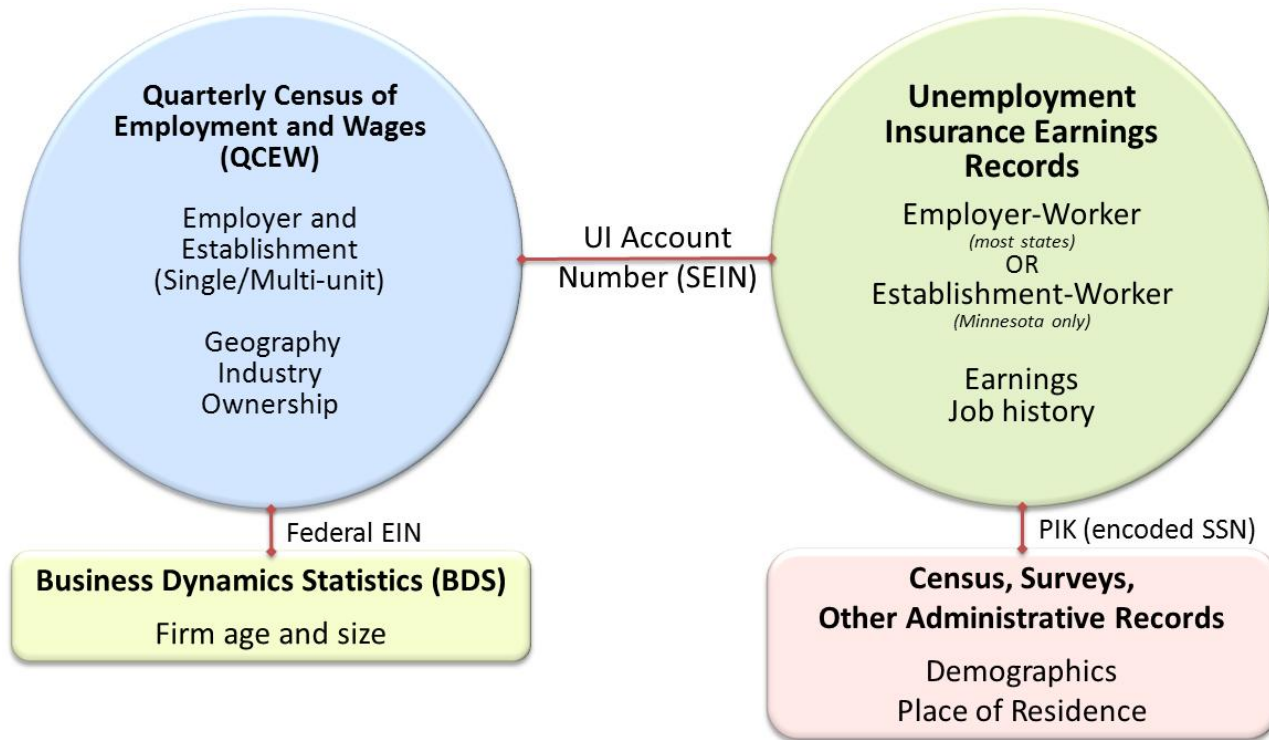 Quarterly Census of
Employment and Wages
(QCEW)
Employer and
Establishment
(Single/Multi-unit)
Geography
Industry
Ownership
UI Account
Number (SEIN)
Unemployment
Insurance Earnings
Records
Employer-Worker
(most states)
OR
Establishment-Worker
(Minnesota only)
Earnings
Job history
Federal EIN
Business Dynamics Statistics (BDS)
Firm age and size
PIK (encoded SSN)
Census, Surveys,
Other Administrative Records
Demographics
Place of Residence